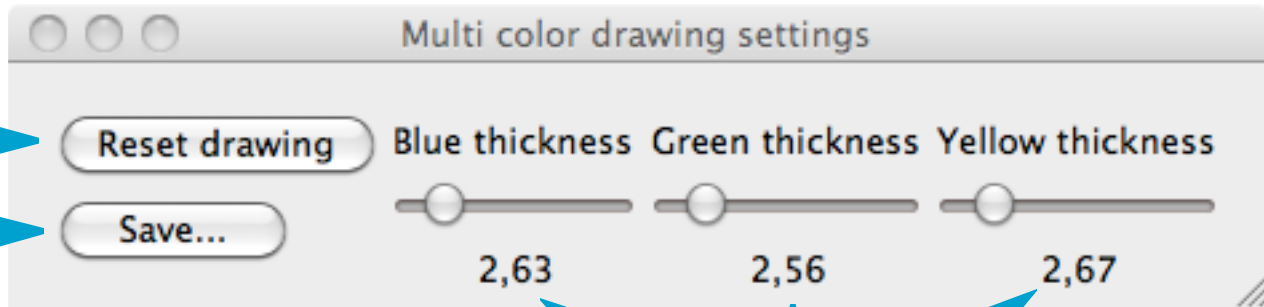 Multi color drawing settings
Reset drawing
Save...
Blue thickness Green thickness Yellow thickness
2,63 2,56 2,67